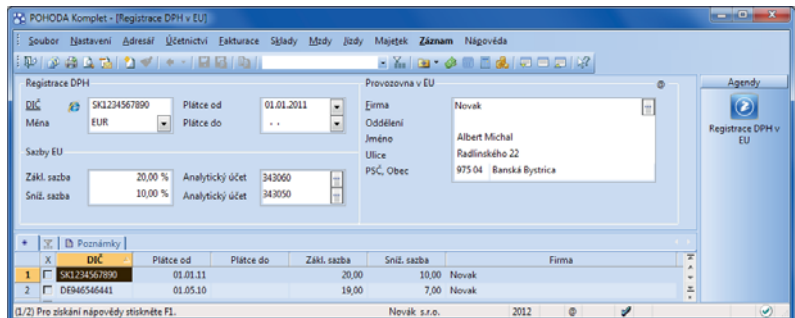 POHODA Komplet - [Registrace DPH v EU]
Soubor Nastavení Adresář Účetnictví Fakturace Sklady Mzdy Jízdy Majetek Záznam Nápověda
Registrace DPH
DIČ SK1234567890 Plátce od 01.01.2011
Měna EUR Plátce do . .
Sazby EU
Zákl. sazba 20,00 % Analytický účet 343060
Sníž. sazba 10,00 % Analytický účet 343050
Provozovna v EU @
Firma Novak
Oddělení
Jméno Albert Michal
Ulice Radlinského 22
PSČ, Obec 975 04 Banská Bystrica
Agendy
Registrace DPH v
EU
Poznámky
X DIČ Plátce od Plátce do Zákl. sazba Sníž. sazba Firma
1 SK1234567890 01.01.11 20,00 10,00 Novak
2 DE946546441 01.05.10 19,00 7,00 Novak
(1/2) Pro získání nápovědy stiskněte F1. Novák s.r.o. 2012 @